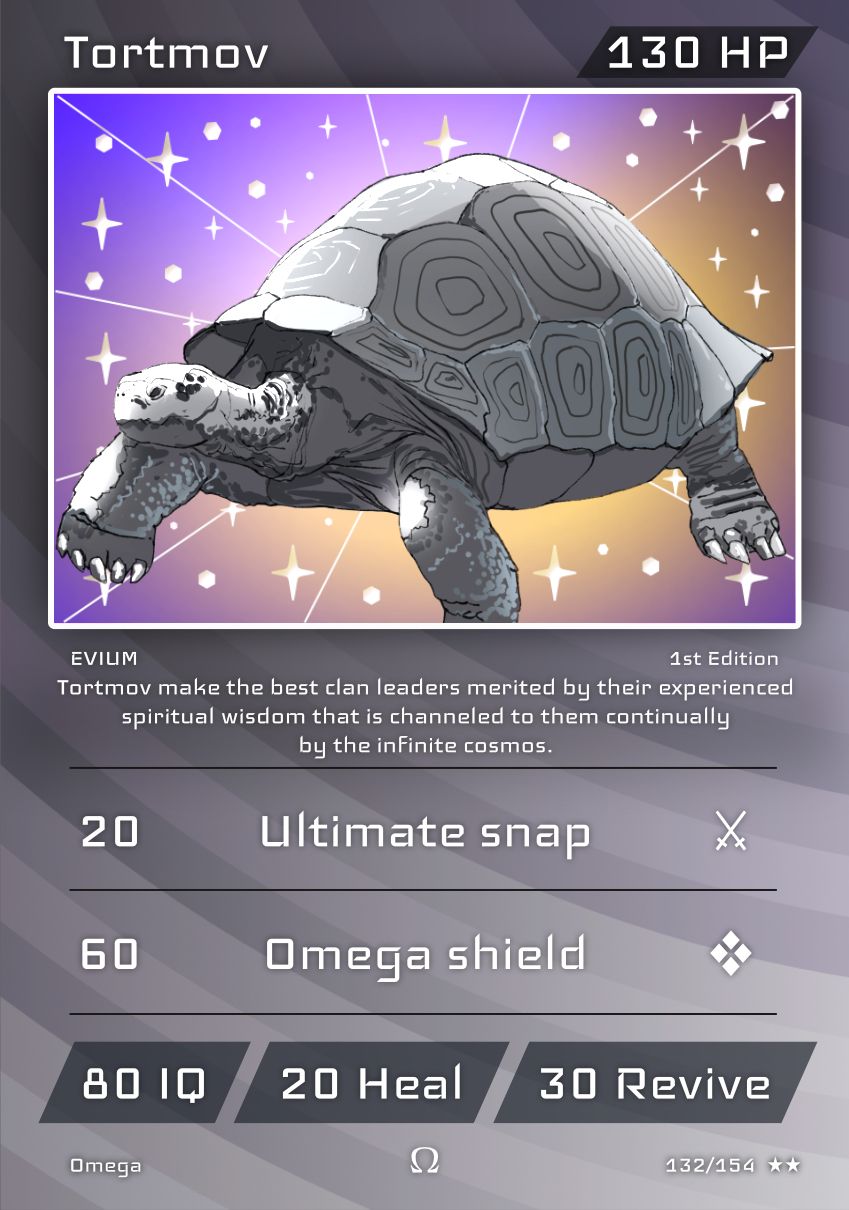 Tortmov
130 HP
EVIUM
1st Edition
Tortmov make the best clan leaders merited by their experienced
spiritual wisdom that is channeled to them continually
by the infinite cosmos.
20 Ultimate snap
60 Omega shield
80 IQ
20 Heal
30 Revive
Omega
Ω
132/154 ★★